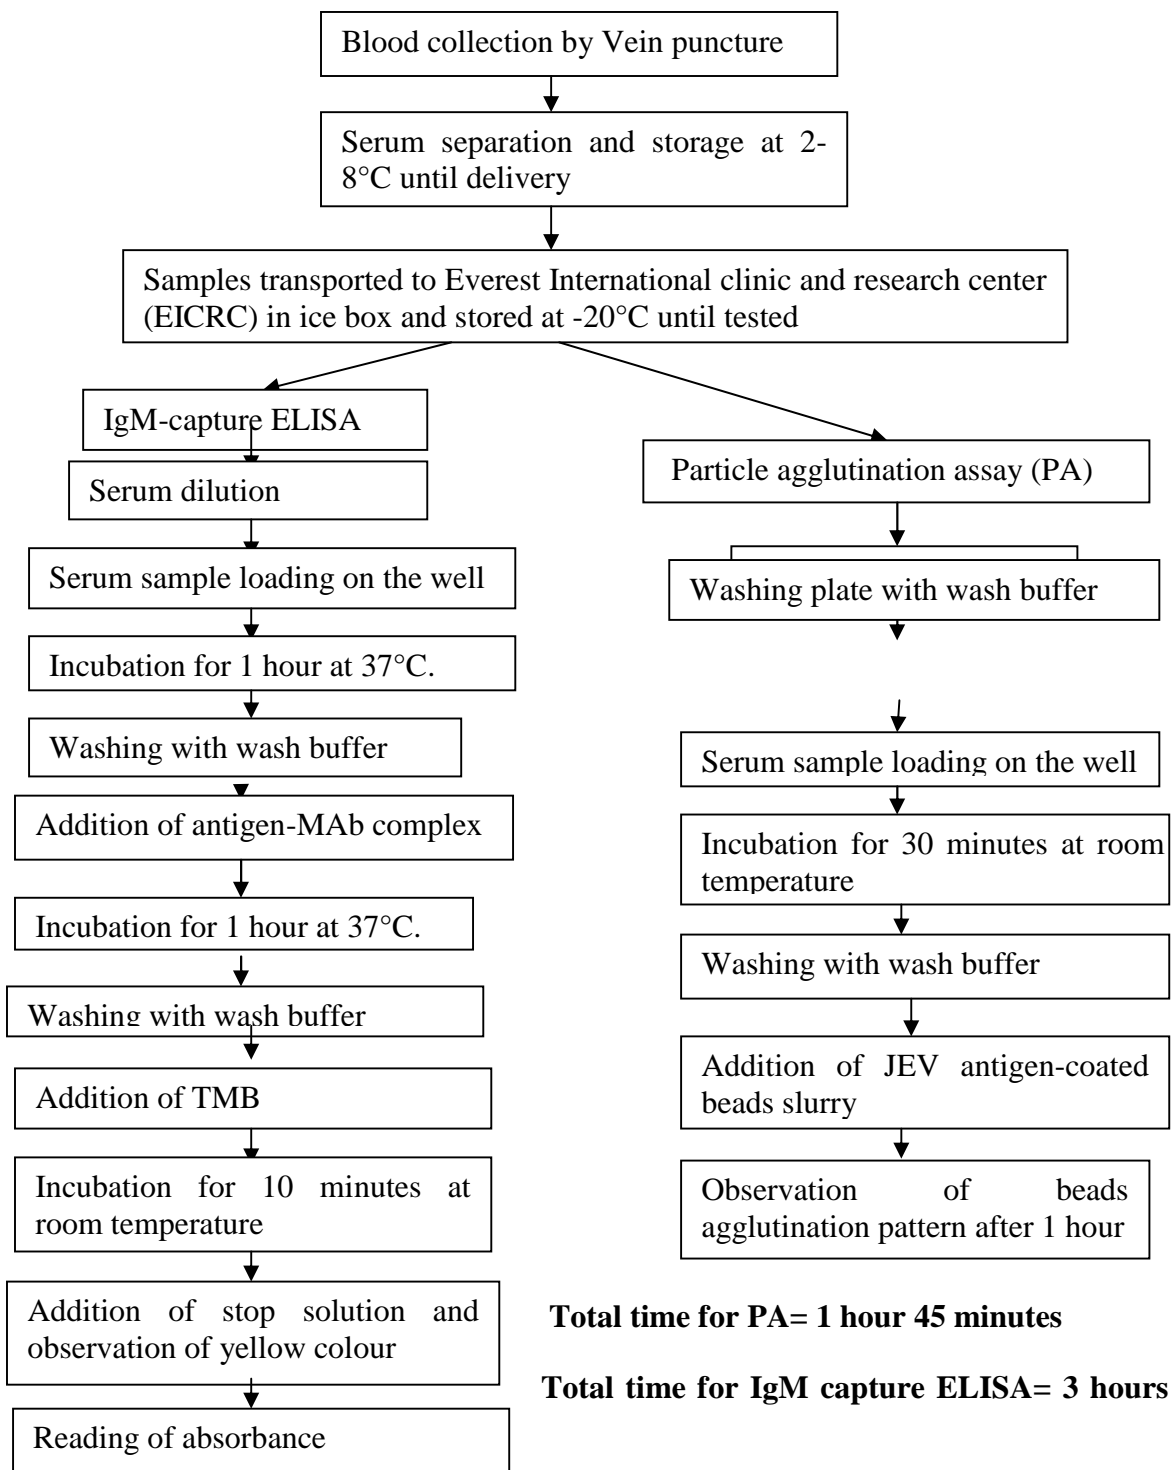 Blood collection by Vein puncture
Serum separation and storage at 2-
8°C until delivery
Samples transported to Everest International clinic and research center
(EICRC) in ice box and stored at -20°C until tested
IgM-capture ELISA
Serum dilution
Serum sample loading on the well
Incubation for 1 hour at 37°C.
Washing with wash buffer
Addition of antigen-MAb complex
Incubation for 1 hour at 37°C.
Washing with wash buffer
Addition of TMB
Incubation for 10 minutes at
room temperature
Addition of stop solution and
observation of yellow colour
Reading of absorbance
Particle agglutination assay (PA)
Washing plate with wash buffer
Serum sample loading on the well
Incubation for 30 minutes at room
temperature
Washing with wash buffer
Addition of JEV antigen-coated
beads slurry
Observation of beads
agglutination pattern after 1 hour
Total time for PA= 1 hour 45 minutes
Total time for IgM capture ELISA= 3 hours